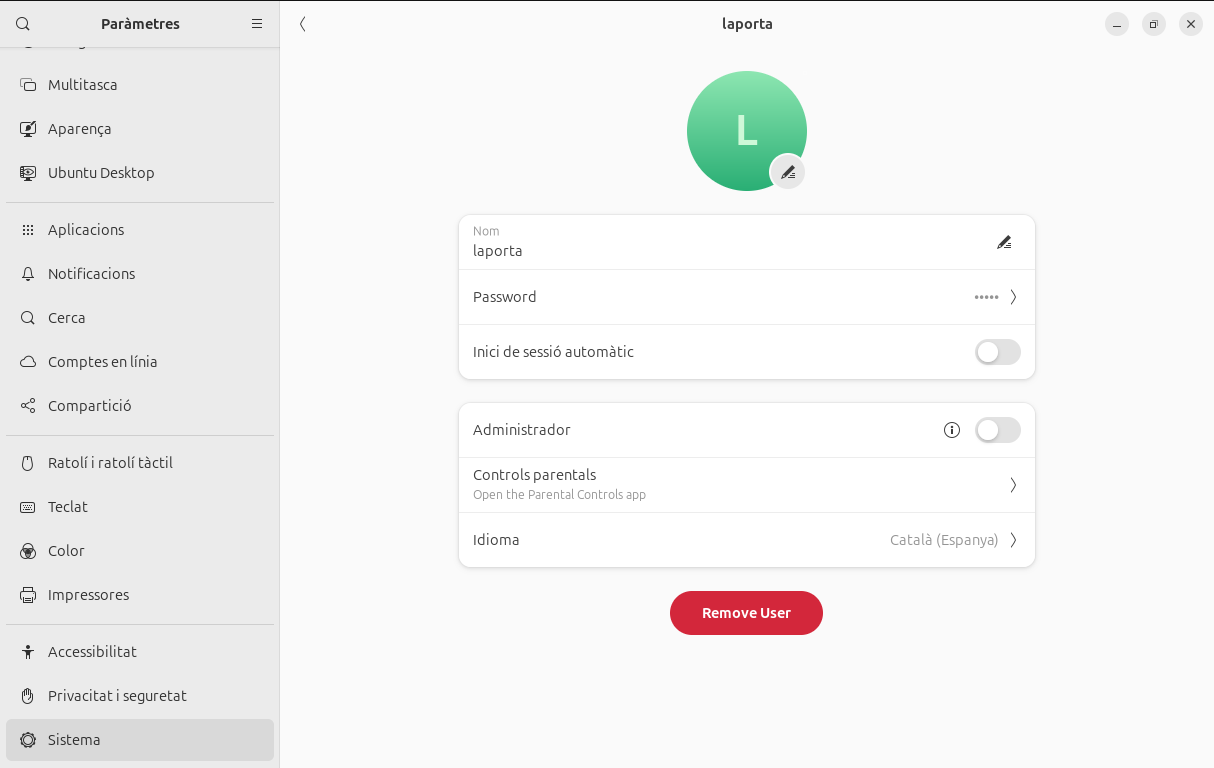 Paràmetres
Multitasca
Aparença
Ubuntu Desktop
Aplicacions
Notificacions
Cerca
Comptes en línia
Compartició
Ratolí i ratolí tàctil
Teclat
Color
Impressores
Accessibilitat
Privacitat i seguretat
Sistema
laporta
L
Nom
laporta
Password •••••
Inici de sessió automàtic
Administrador
Controls parentals
Open the Parental Controls app
Idioma Català (Espanya)
Remove User